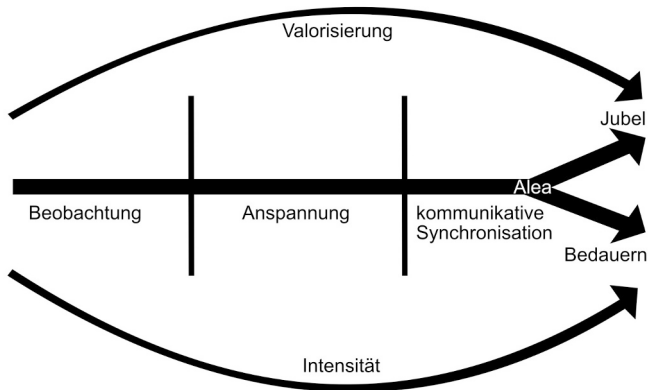 Valorisierung
Jubel
Alea
Beobachtung
Anspannung
kommunikative
Synchronisation
Bedauern
Intensität